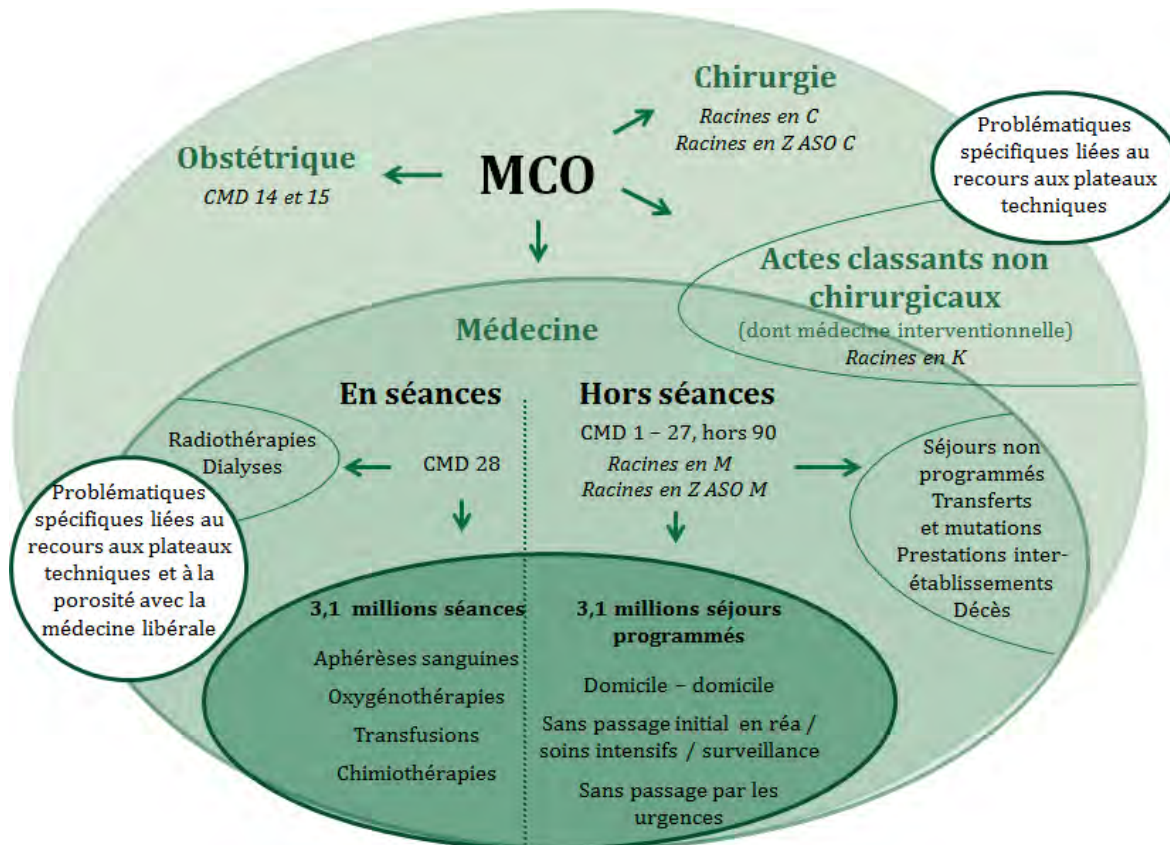 Chirurgie
Racines en C
Racines en Z ASO C
Problématiques
spécifiques liées au
recours aux plateaux
techniques
Obstétrique
CMD 14 et 15
MCO
Actes classants non
chirurgicaux
(dont médecine interventionnelle)
Racines en K
Médecine
En séances
Hors séances
CMD 1 – 27, hors 90
Racines en M
Racines en Z ASO M
CMD 28
Radiothérapies
Dialyses
Séjours non
programmés
Transferts
et mutations
Prestations inter-
établissements
Décès
Problématiques
spécifiques liées au
recours aux plateaux
techniques et à la
porosité avec la
médecine libérale
3,1 millions séances
Aphérèses sanguines
Oxygénothérapies
Transfusions
Chimiothérapies
3,1 millions séjours
programmés
Domicile – domicile
Sans passage initial en réa /
soins intensifs / surveillance
Sans passage par les
urgences